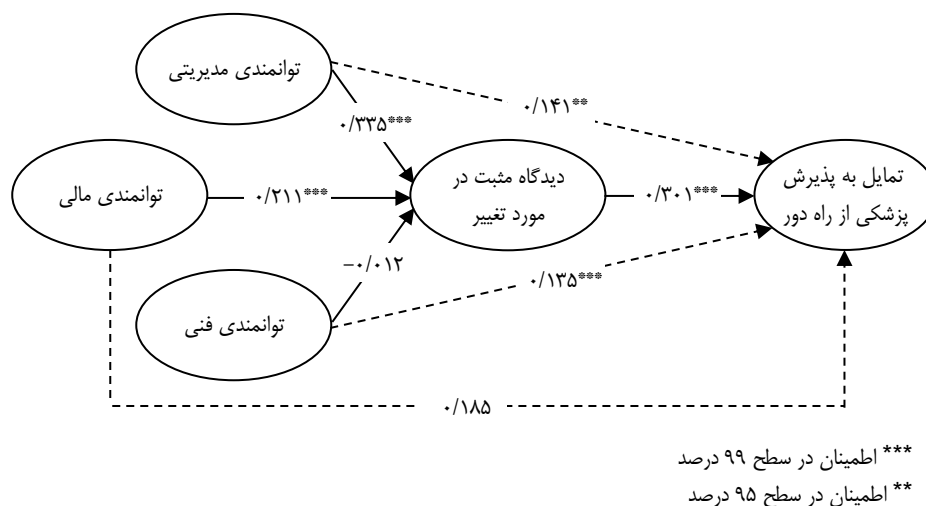 توانمندی مدیریتی
۰/۱۴۱**
۰/۳۳۵***
توانمندی مالی
۰/۲۱۱***
دیدگاه مثبت در
مورد تغییر
۰/۳۰۱***
تمایل به پذیرش
پزشکی از راه دور
−۰/۰۱۲
۰/۱۳۵***
توانمندی فنی
۰/۱۸۵
*** اطمینان در سطح ۹۹ درصد
** اطمینان در سطح ۹۵ درصد